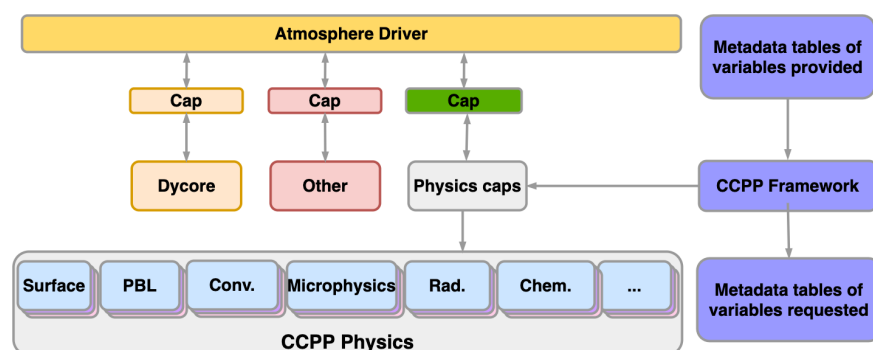 Atmosphere Driver
Metadata tables of
variables provided
Cap
Cap
Cap
Dycore
Other
Physics caps
CCPP Framework
Surface
PBL
Conv.
Microphysics
Rad.
Chem.
...
Metadata tables of
variables requested
CCPP Physics